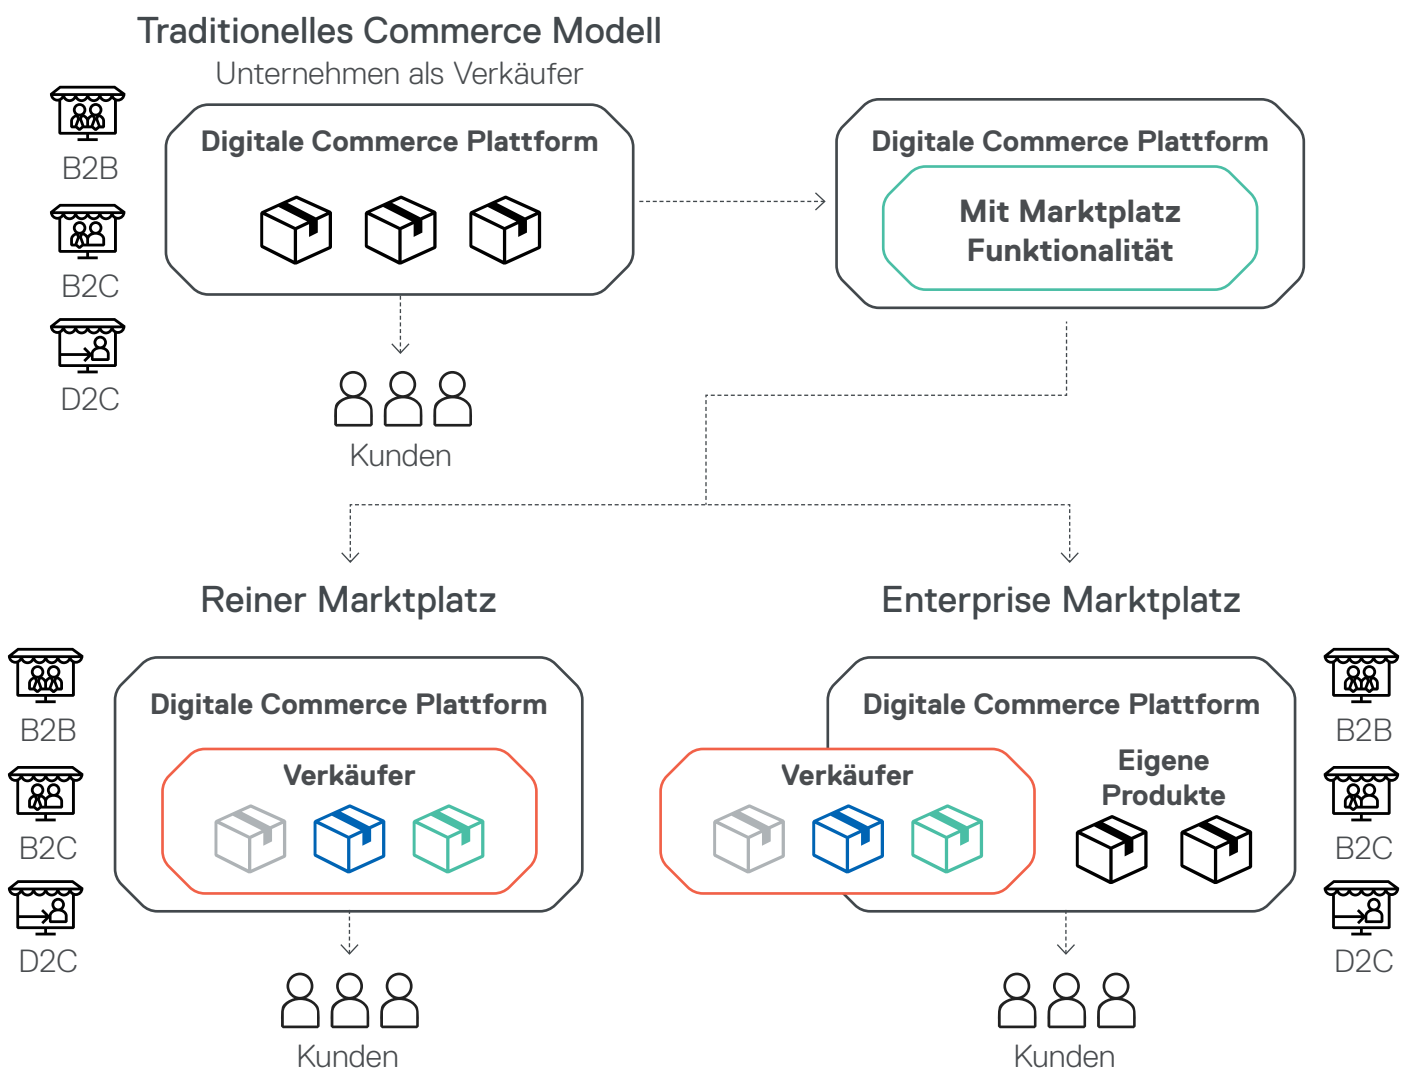 Traditionelles Commerce Modell
Unternehmen als Verkäufer
B2B
B2C
D2C
Digitale Commerce Plattform
Kunden
Digitale Commerce Plattform
Mit Marktplatz
Funktionalität
Reiner Marktplatz
B2B
B2C
D2C
Digitale Commerce Plattform
Verkäufer
Kunden
Enterprise Marktplatz
Digitale Commerce Plattform
Verkäufer
Eigene
Produkte
B2B
B2C
D2C
Kunden